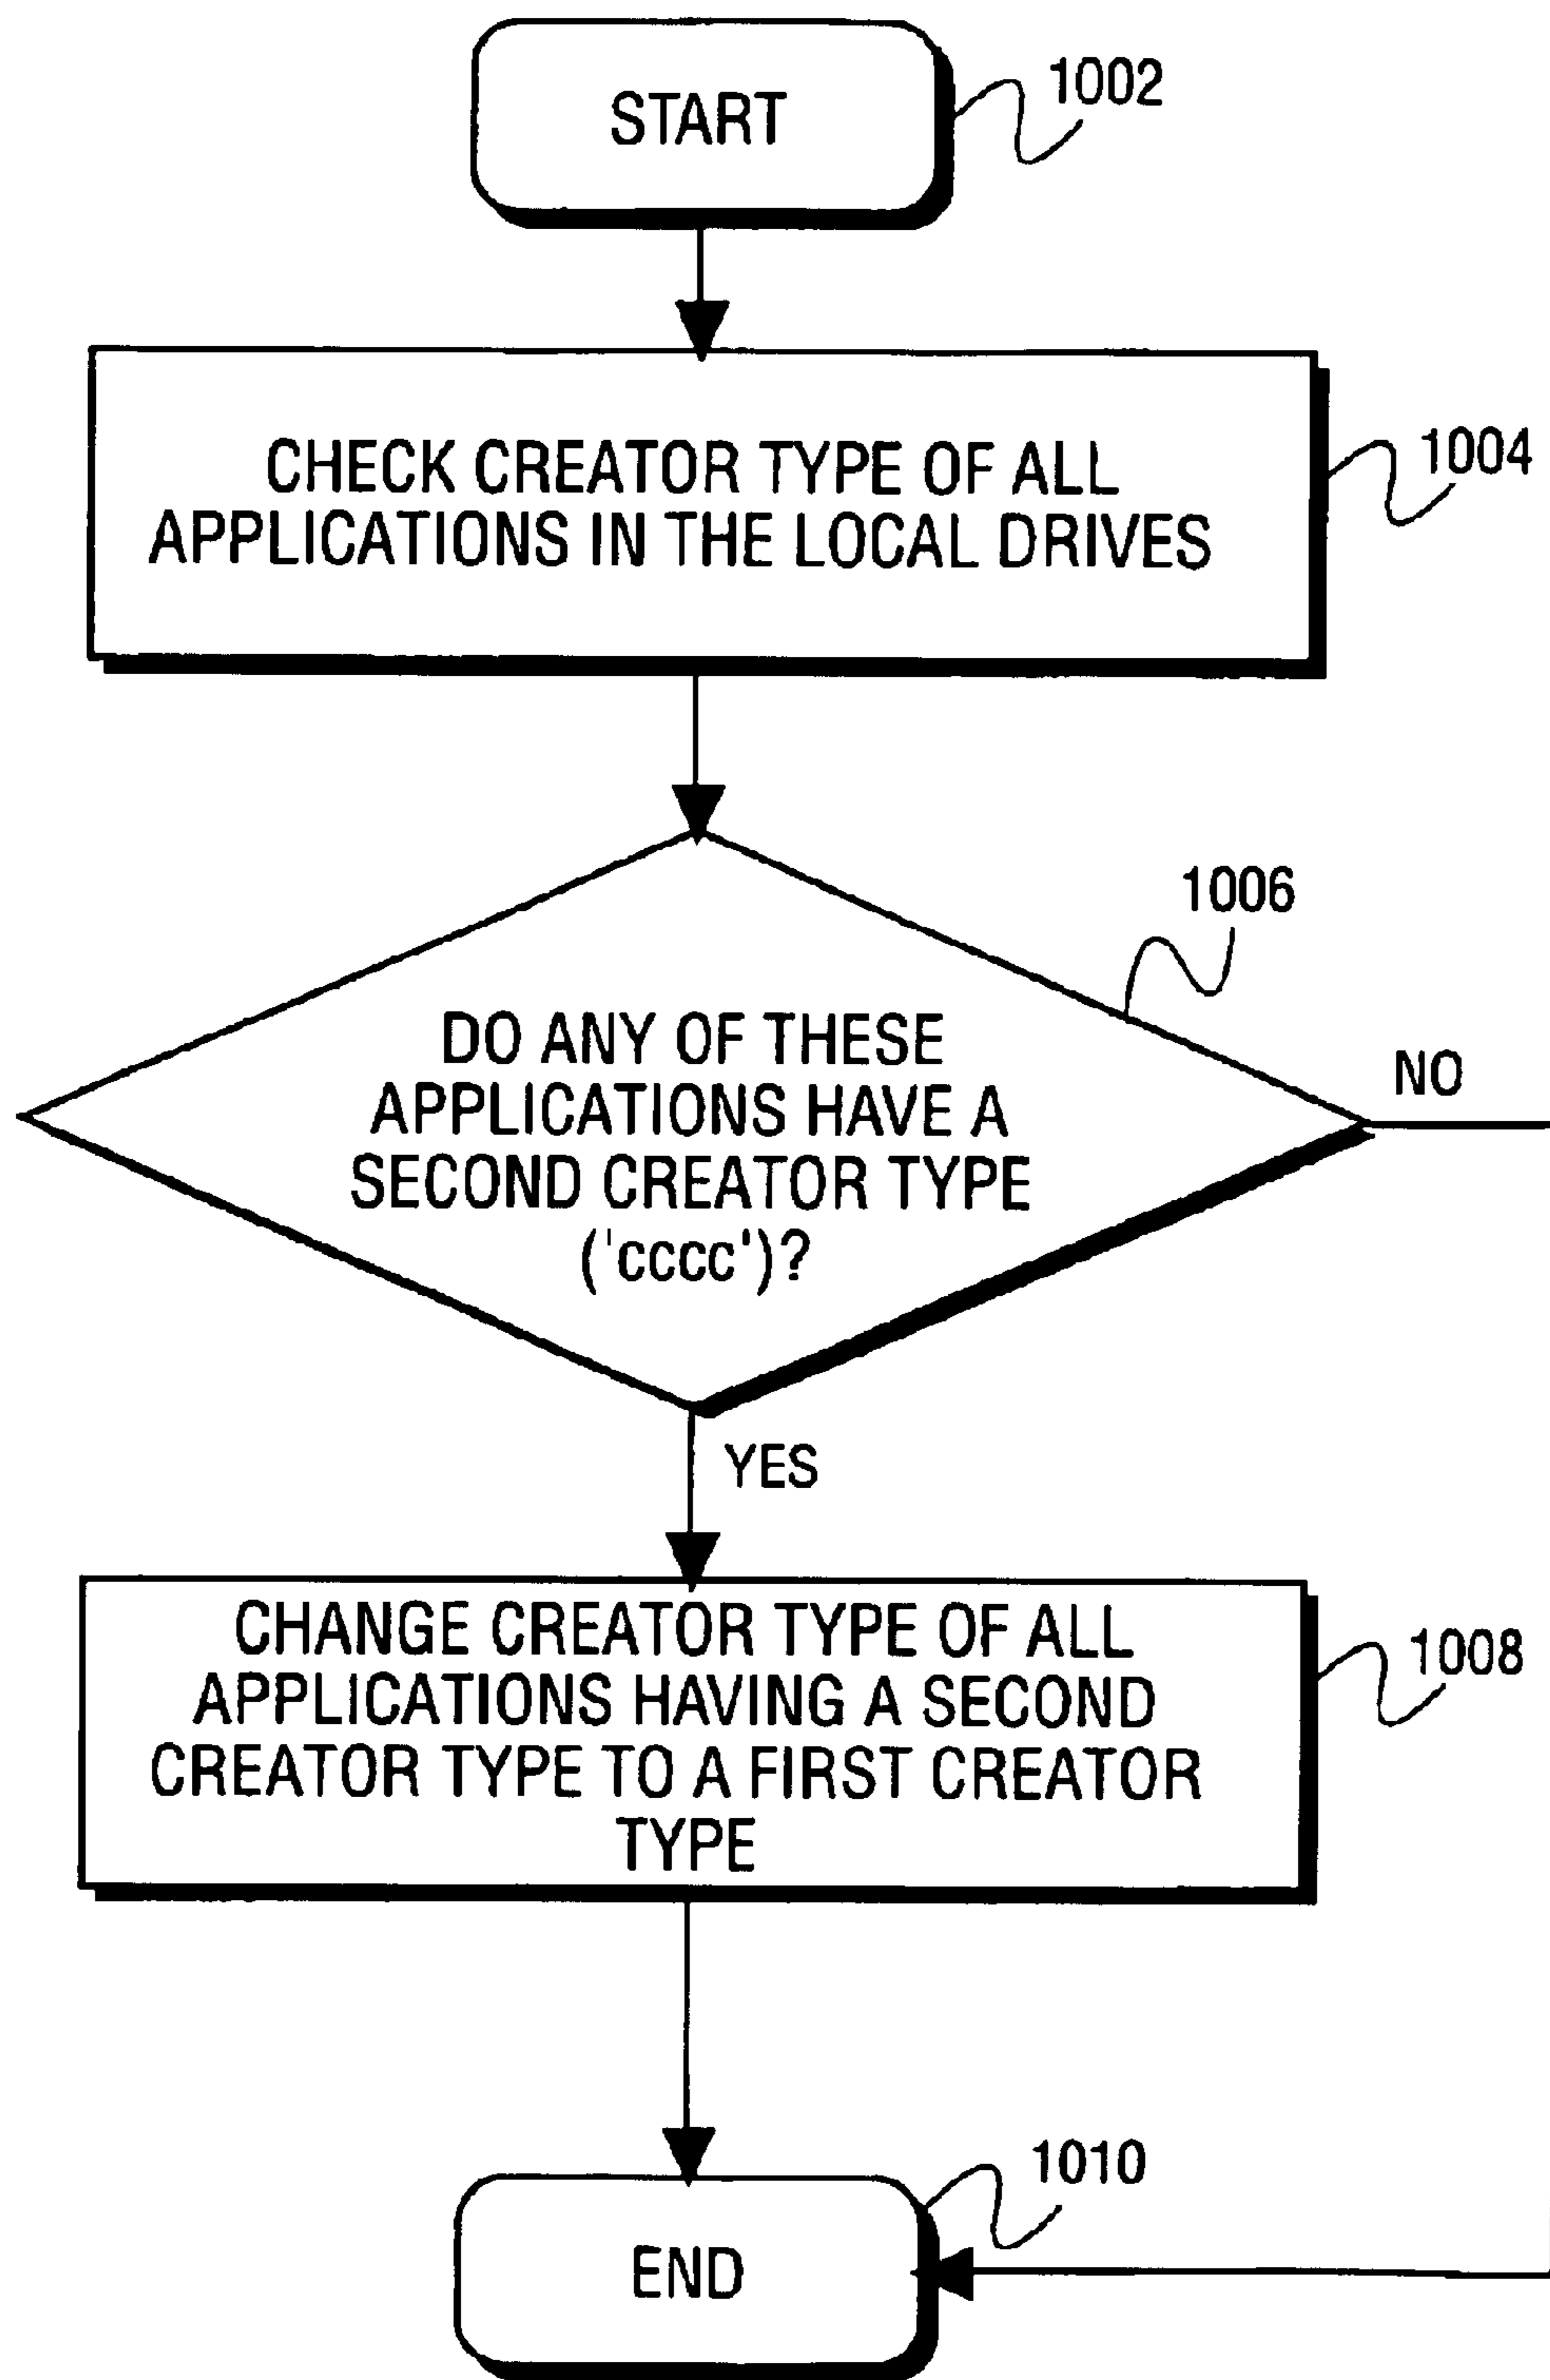 START
1002
CHECK CREATOR TYPE OF ALL
APPLICATIONS IN THE LOCAL DRIVES
1004
1006
DO ANY OF THESE
APPLICATIONS HAVE A
SECOND CREATOR TYPE
('cccc')?
NO
YES
CHANGE CREATOR TYPE OF ALL
APPLICATIONS HAVING A SECOND
CREATOR TYPE TO A FIRST CREATOR
TYPE
1008
1010
END